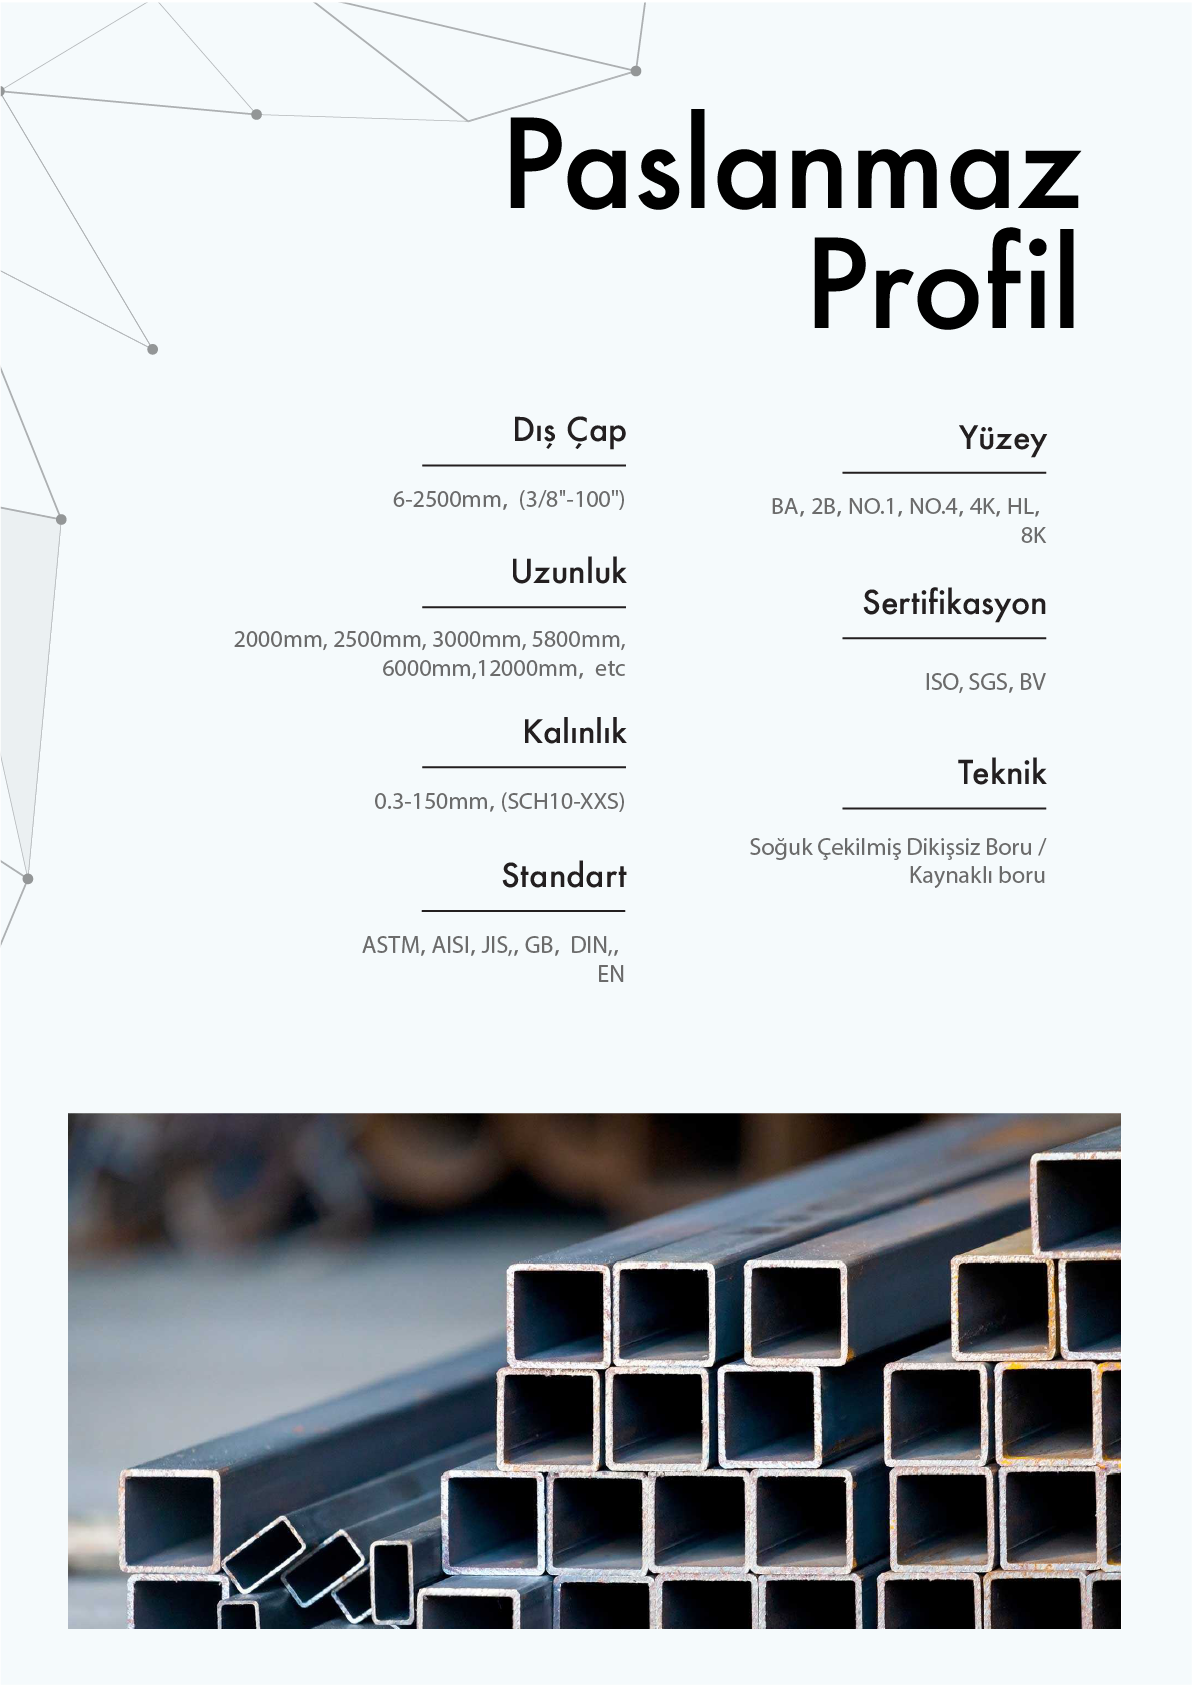 Paslanmaz
Profil
Dış Çap
6-2500mm,  (3/8"-100")
Uzunluk
2000mm, 2500mm, 3000mm, 5800mm,
6000mm,12000mm,  etc
Kalınlık
0.3-150mm, (SCH10-XXS)
Standart
ASTM, AISI, JIS,, GB,  DIN,,
EN
Yüzey
BA, 2B, NO.1, NO.4, 4K, HL,
8K
Sertifikasyon
ISO, SGS, BV
Teknik
Soğuk Çekilmiş Dikişsiz Boru /
Kaynaklı boru